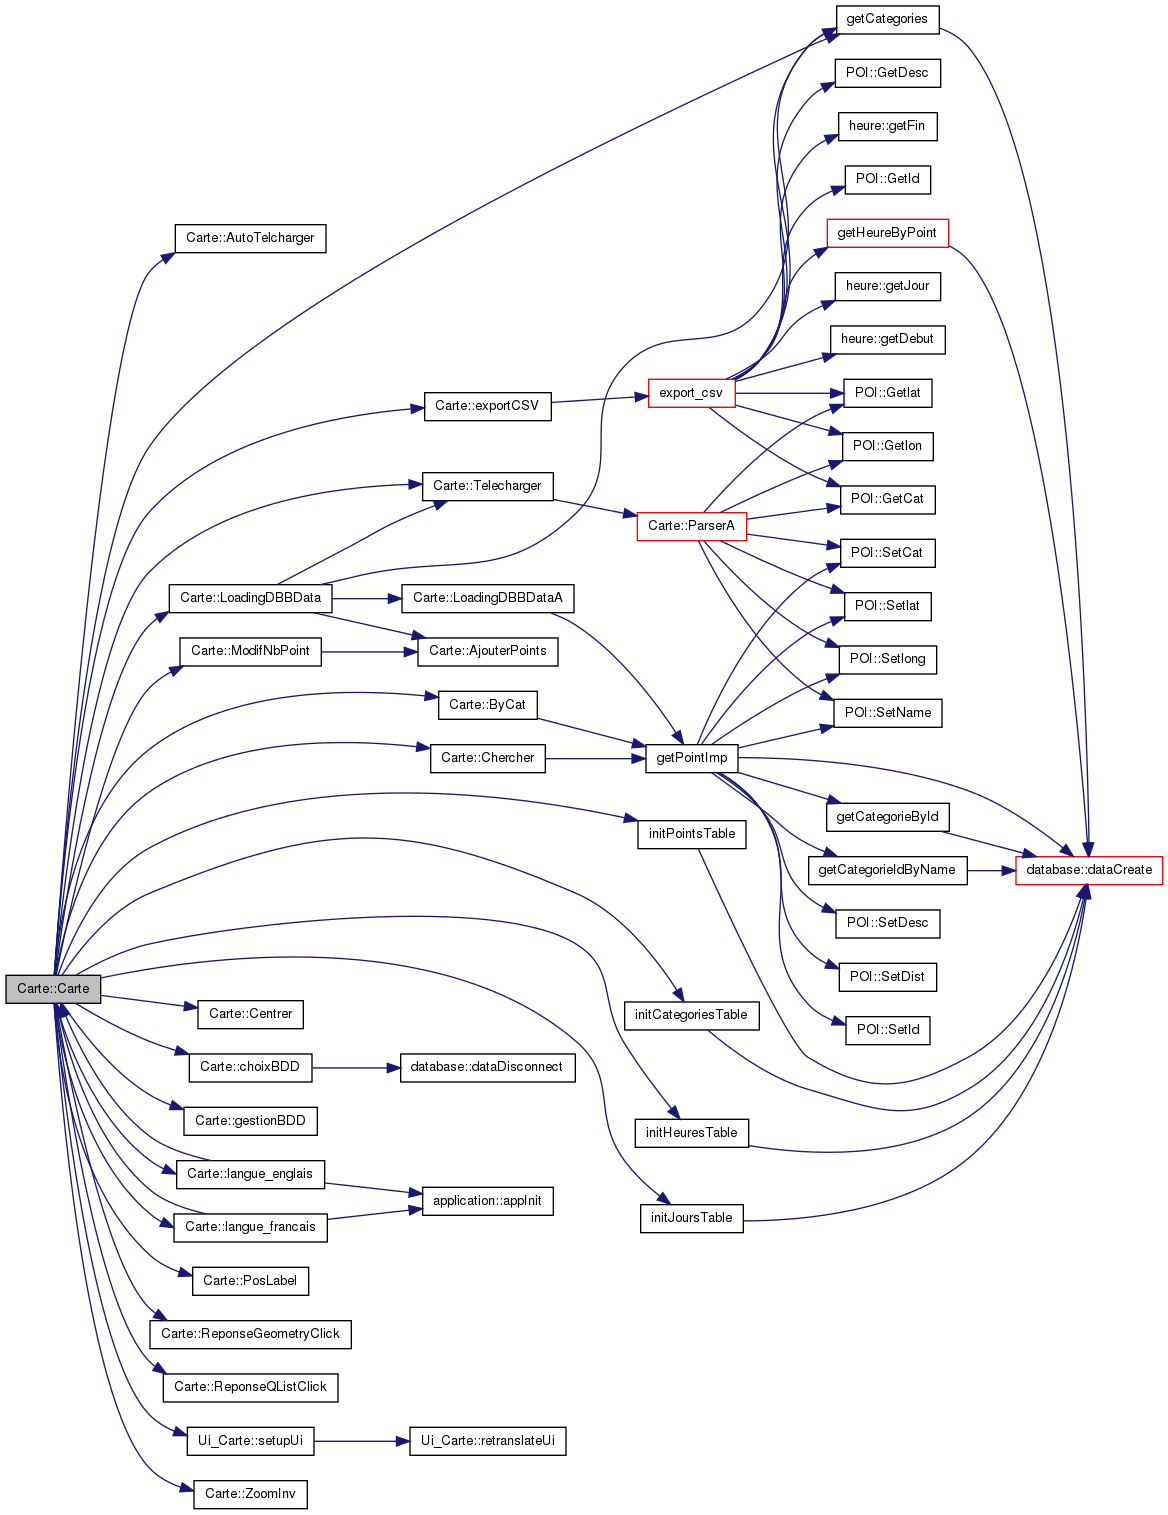 getCategories
POI::GetDesc
heure::getFin
POI::GetId
Carte::AutoTelcharger
getHeureByPoint
heure::getJour
heure::getDebut
Carte::exportCSV
export_csv
POI::Getlat
POI::Getlon
Carte::Telecharger
POI::GetCat
Carte::ParserA
POI::SetCat
Carte::LoadingDBBData
Carte::LoadingDBBDataA
POI::Setlat
Carte::ModifNbPoint
Carte::AjouterPoints
POI::Setlong
Carte::ByCat
POI::SetName
Carte::Chercher
getPointImp
getCategorieById
initPointsTable
getCategorieIdByName
database::dataCreate
POI::SetDesc
POI::SetDist
Carte::Carte
Carte::Centrer
initCategoriesTable
POI::SetId
Carte::choixBDD
database::dataDisconnect
Carte::gestionBDD
initHeuresTable
Carte::langue_englais
application::appInit
Carte::langue_francais
initJoursTable
Carte::PosLabel
Carte::ReponseGeometryClick
Carte::ReponseQListClick
Ui_Carte::setupUi
Ui_Carte::retranslateUi
Carte::ZoomInv